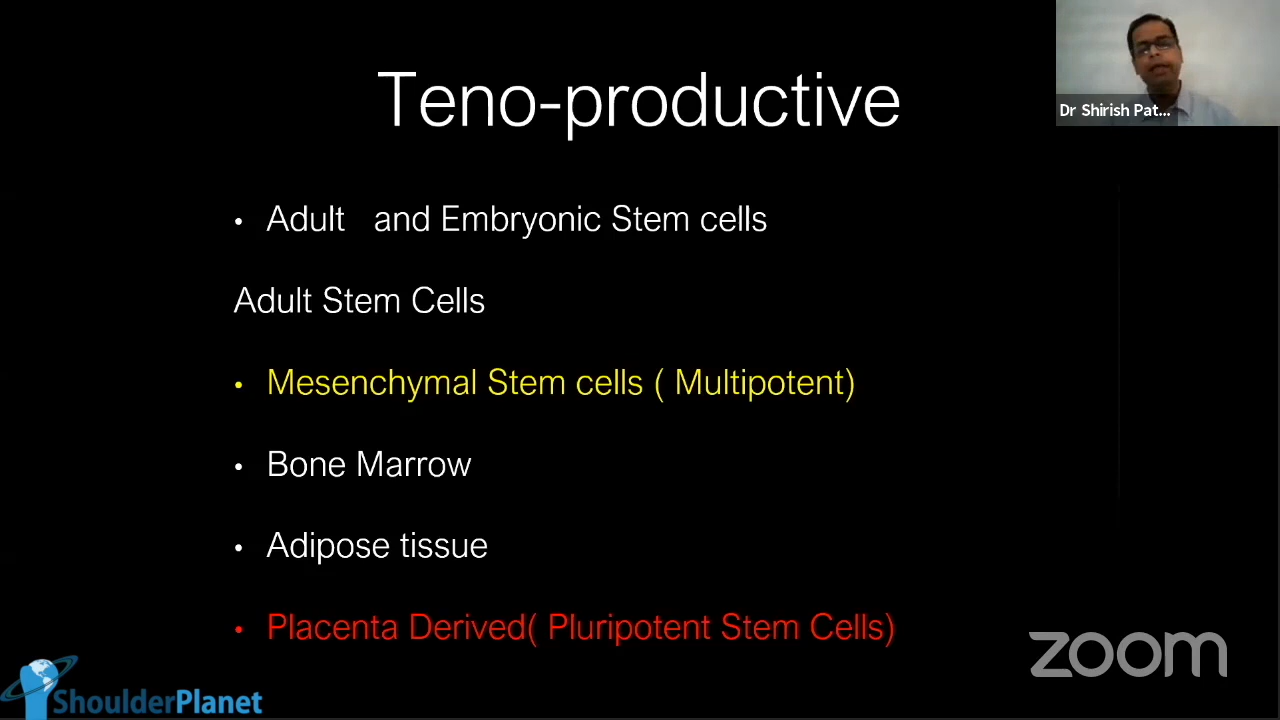 Teno-productive
Dr Shirish Pat...
• Adult and Embryonic Stem cells
Adult Stem Cells
• Mesenchymal Stem cells ( Multipotent)
• Bone Marrow
• Adipose tissue
• Placenta Derived( Pluripotent Stem Cells)
zoom
ShoulderPlanet